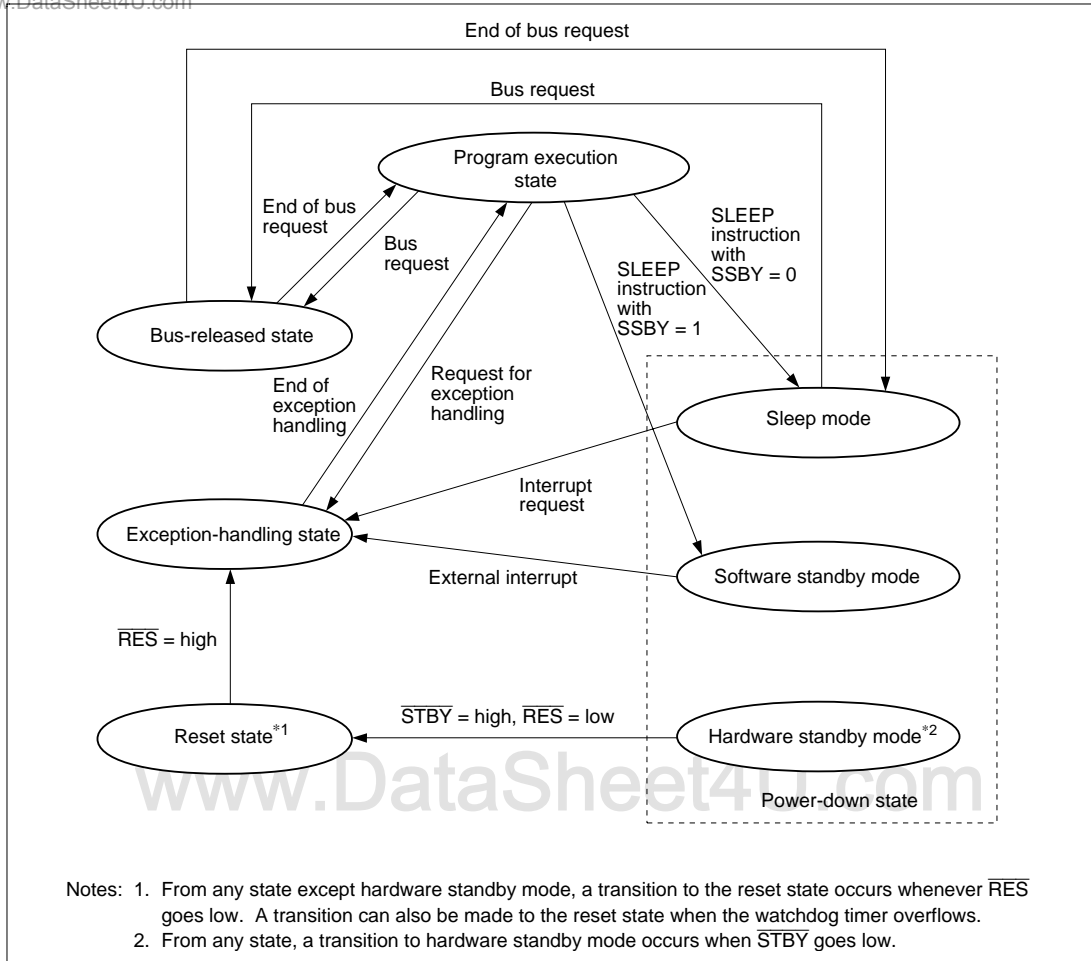 w.DataSheet4U.com
End of bus request
Bus request
Program execution
state
End of bus
request
Bus
request
SLEEP
instruction
with
SSBY = 0
SLEEP
instruction
with
SSBY = 1
Bus-released state
End of
exception
handling
Request for
exception
handling
Sleep mode
Interrupt
request
Exception-handling state
External interrupt
Software standby mode
R̅E̅S̅ = high
S̅T̅B̅Y̅ = high, R̅E̅S̅ = low
Reset state*1
Hardware standby mode*2
www.DataSheet4U.com
Power-down state
Notes: 1. From any state except hardware standby mode, a transition to the reset state occurs whenever R̅E̅S̅
goes low. A transition can also be made to the reset state when the watchdog timer overflows.
2. From any state, a transition to hardware standby mode occurs when S̅T̅B̅Y̅ goes low.